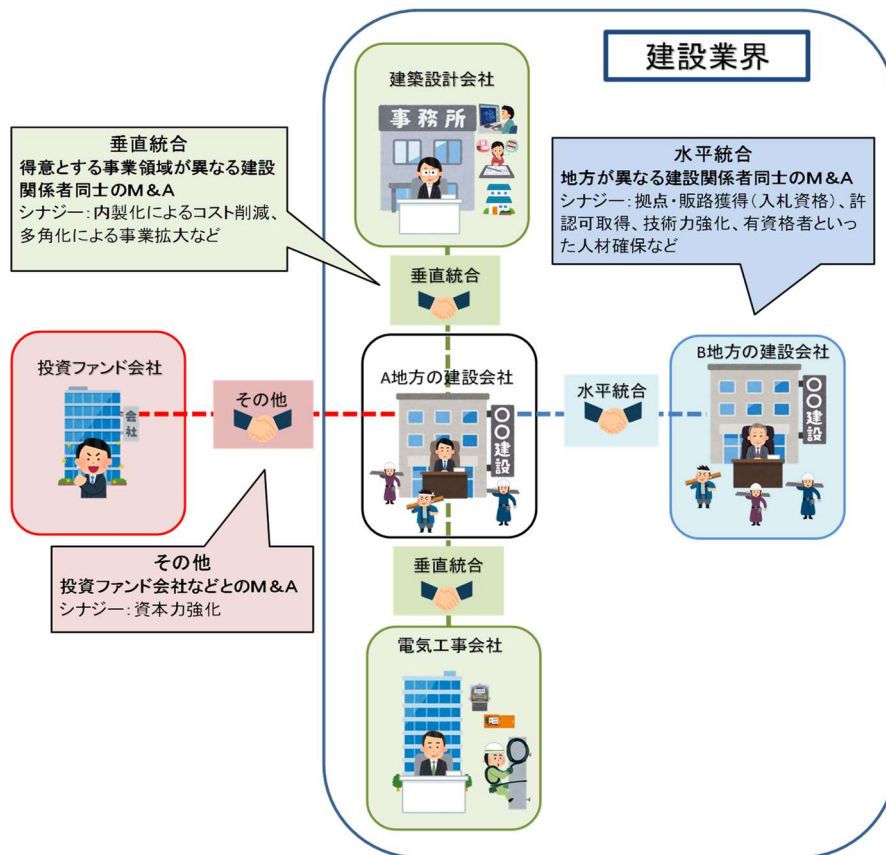 建設業界
建築設計会社
事務所
垂直統合
得意とする事業領域が異なる建設
関係者同士のM&A
シナジー：内製化によるコスト削減、
多角化による事業拡大など
水平統合
地方が異なる建設関係者同士のM&A
シナジー：拠点・販路獲得（入札資格）、許
認可取得、技術力強化、有資格者といっ
た人材確保など
垂直統合
投資ファンド会社
会社
その他
A地方の建設会社
〇〇建設
水平統合
B地方の建設会社
〇〇建設
その他
投資ファンド会社などとのM&A
シナジー：資本力強化
垂直統合
電気工事会社